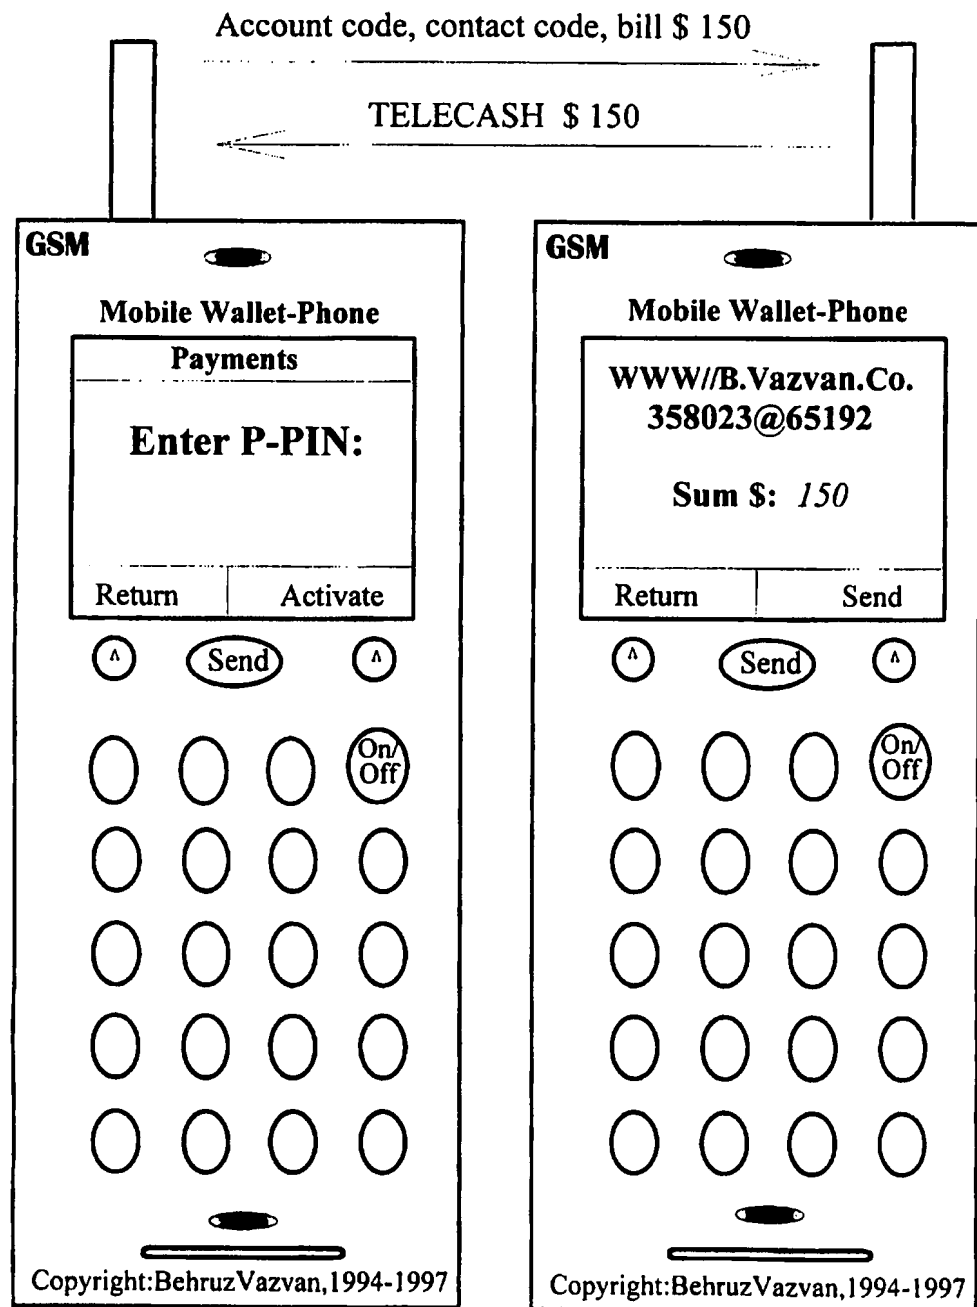 Account code, contact code, bill $ 150
TELECASH $ 150
GSM
Mobile Wallet-Phone
Payments
Enter P-PIN:
Return Activate
^ Send ^
On/
Off
Copyright:BehruzVazvan,1994-1997
GSM
Mobile Wallet-Phone
WWW//B.Vazvan.Co.
358023@65192
Sum $: 150
Return Send
^ Send ^
On/
Off
Copyright:BehruzVazvan,1994-1997